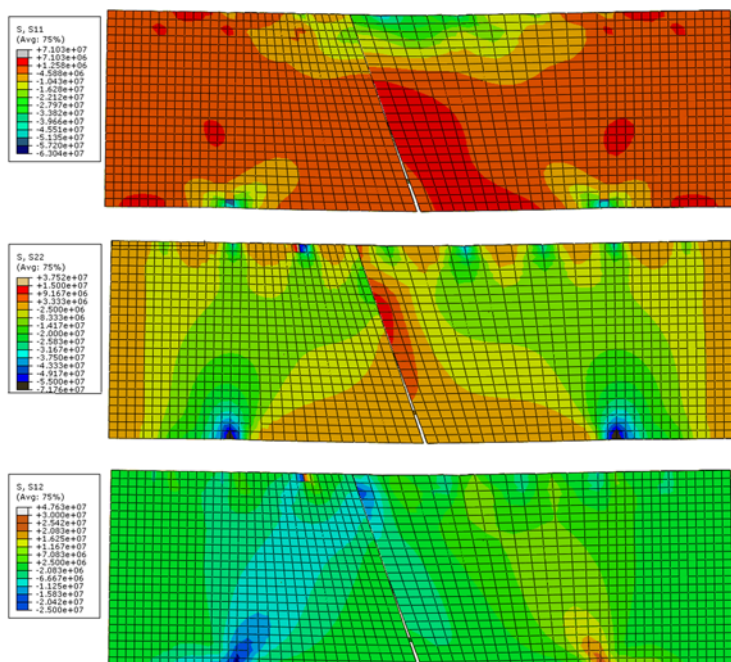 S, S11
(Avg: 75%)
+7.103e+07
+7.103e+06
+1.258e+06
-4.588e+06
-1.043e+07
-1.628e+07
-2.212e+07
-2.797e+07
-3.382e+07
-3.966e+07
-4.551e+07
-5.135e+07
-5.720e+07
-6.304e+07
S, S22
(Avg: 75%)
+3.752e+07
+1.500e+07
+9.167e+06
+3.333e+06
-2.500e+06
-8.333e+06
-1.417e+07
-2.000e+07
-2.583e+07
-3.167e+07
-3.750e+07
-4.333e+07
-4.917e+07
-5.500e+07
-7.176e+07
S, S12
(Avg: 75%)
+4.763e+07
+3.000e+07
+2.542e+07
+2.083e+07
+1.625e+07
+1.167e+07
+7.083e+06
+2.500e+06
-2.083e+06
-6.667e+06
-1.125e+07
-1.583e+07
-2.042e+07
-2.500e+07